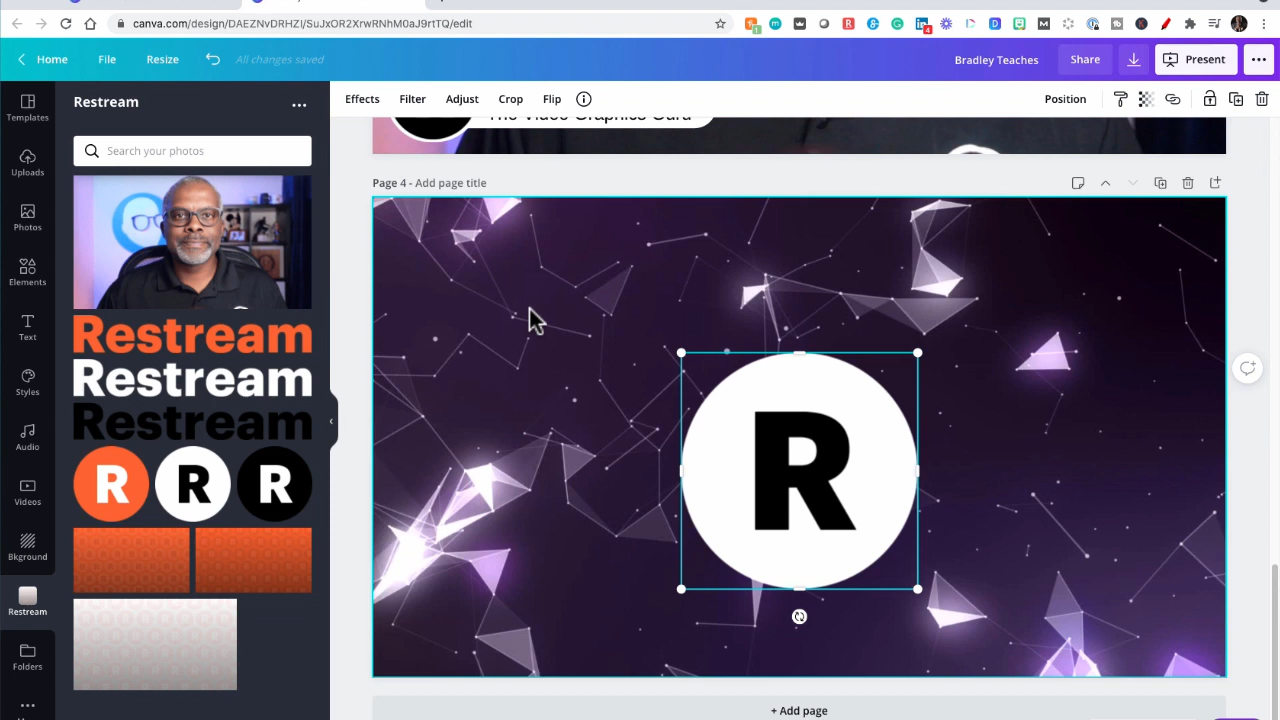 canva.com/design/DAEZNvDRHZI/SuJxOR2XrwRNhM0aJ9rtTQ/edit
Home File Resize All changes saved Bradley Teaches Share Present
Restream
Effects Filter Adjust Crop Flip Position
Templates
Search your photos
The Video Graphics Guru
Uploads
Page 4 - Add page title
Photos
Elements
Text
Restream
Styles
Restream
Restream
Audio
R R R
R
Videos
Bkground
Restream
Folders
+ Add page